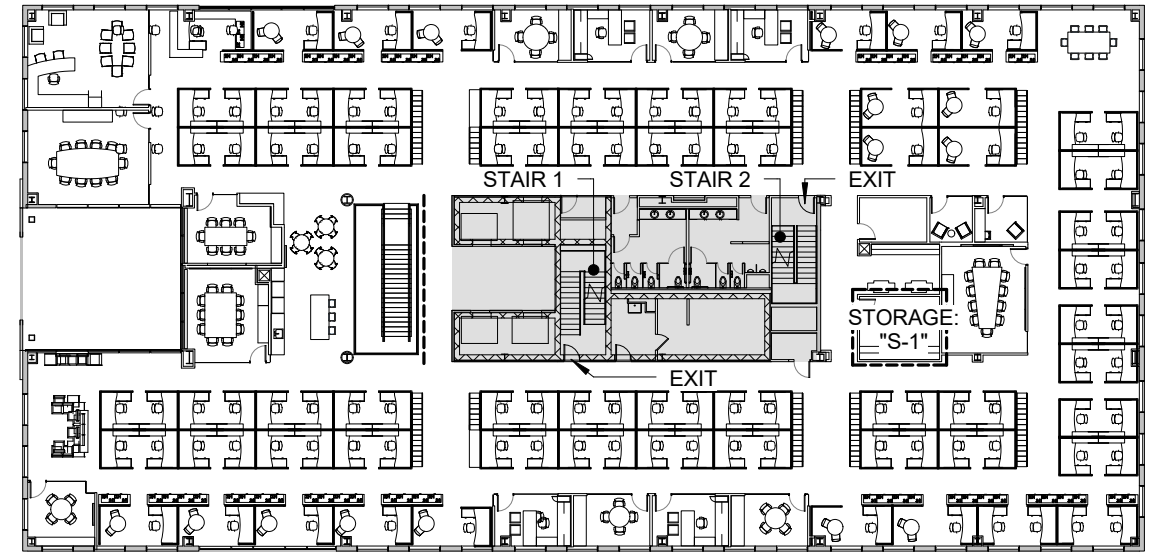 STAIR 1
STAIR 2
EXIT
STORAGE:
"S-1"
EXIT